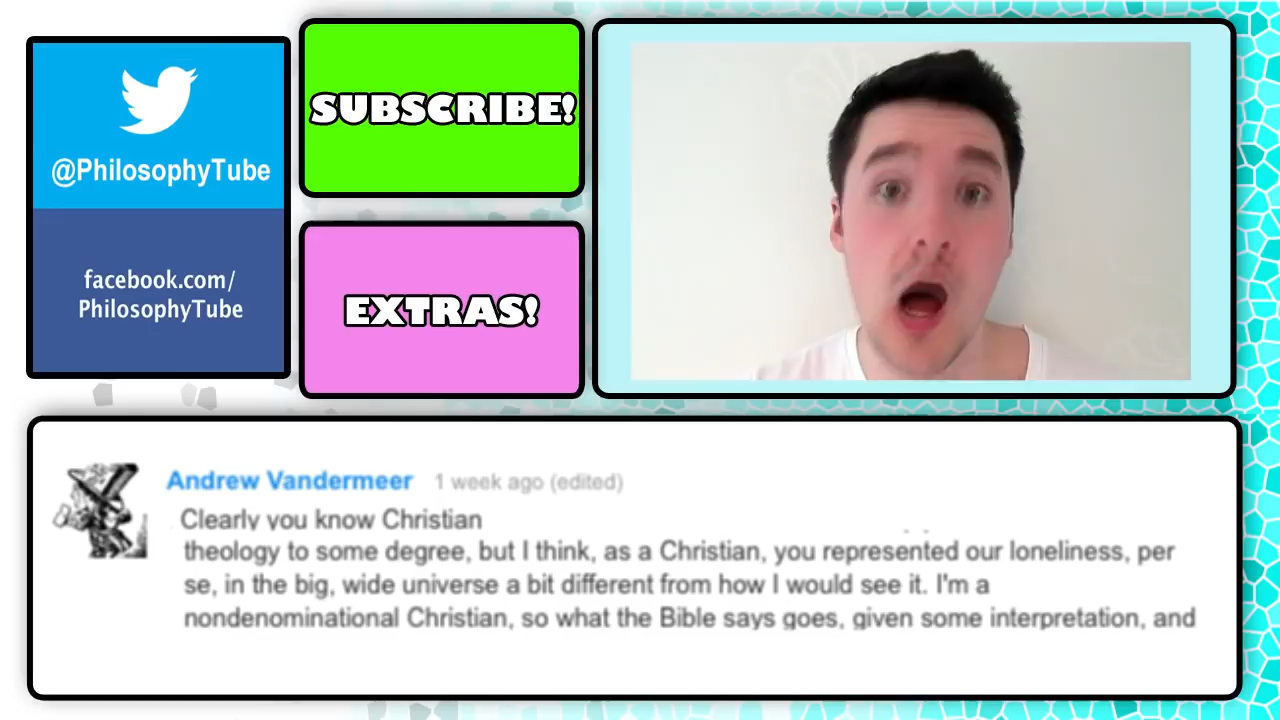 @PhilosophyTube
facebook.com/
PhilosophyTube
SUBSCRIBE!
EXTRAS!
Andrew Vandermeer 1 week ago (edited)
Clearly you know Christian
theology to some degree, but I think, as a Christian, you represented our loneliness, per
se, in the big, wide universe a bit different from how I would see it. I'm a
nondenominational Christian, so what the Bible says goes, given some interpretation, and